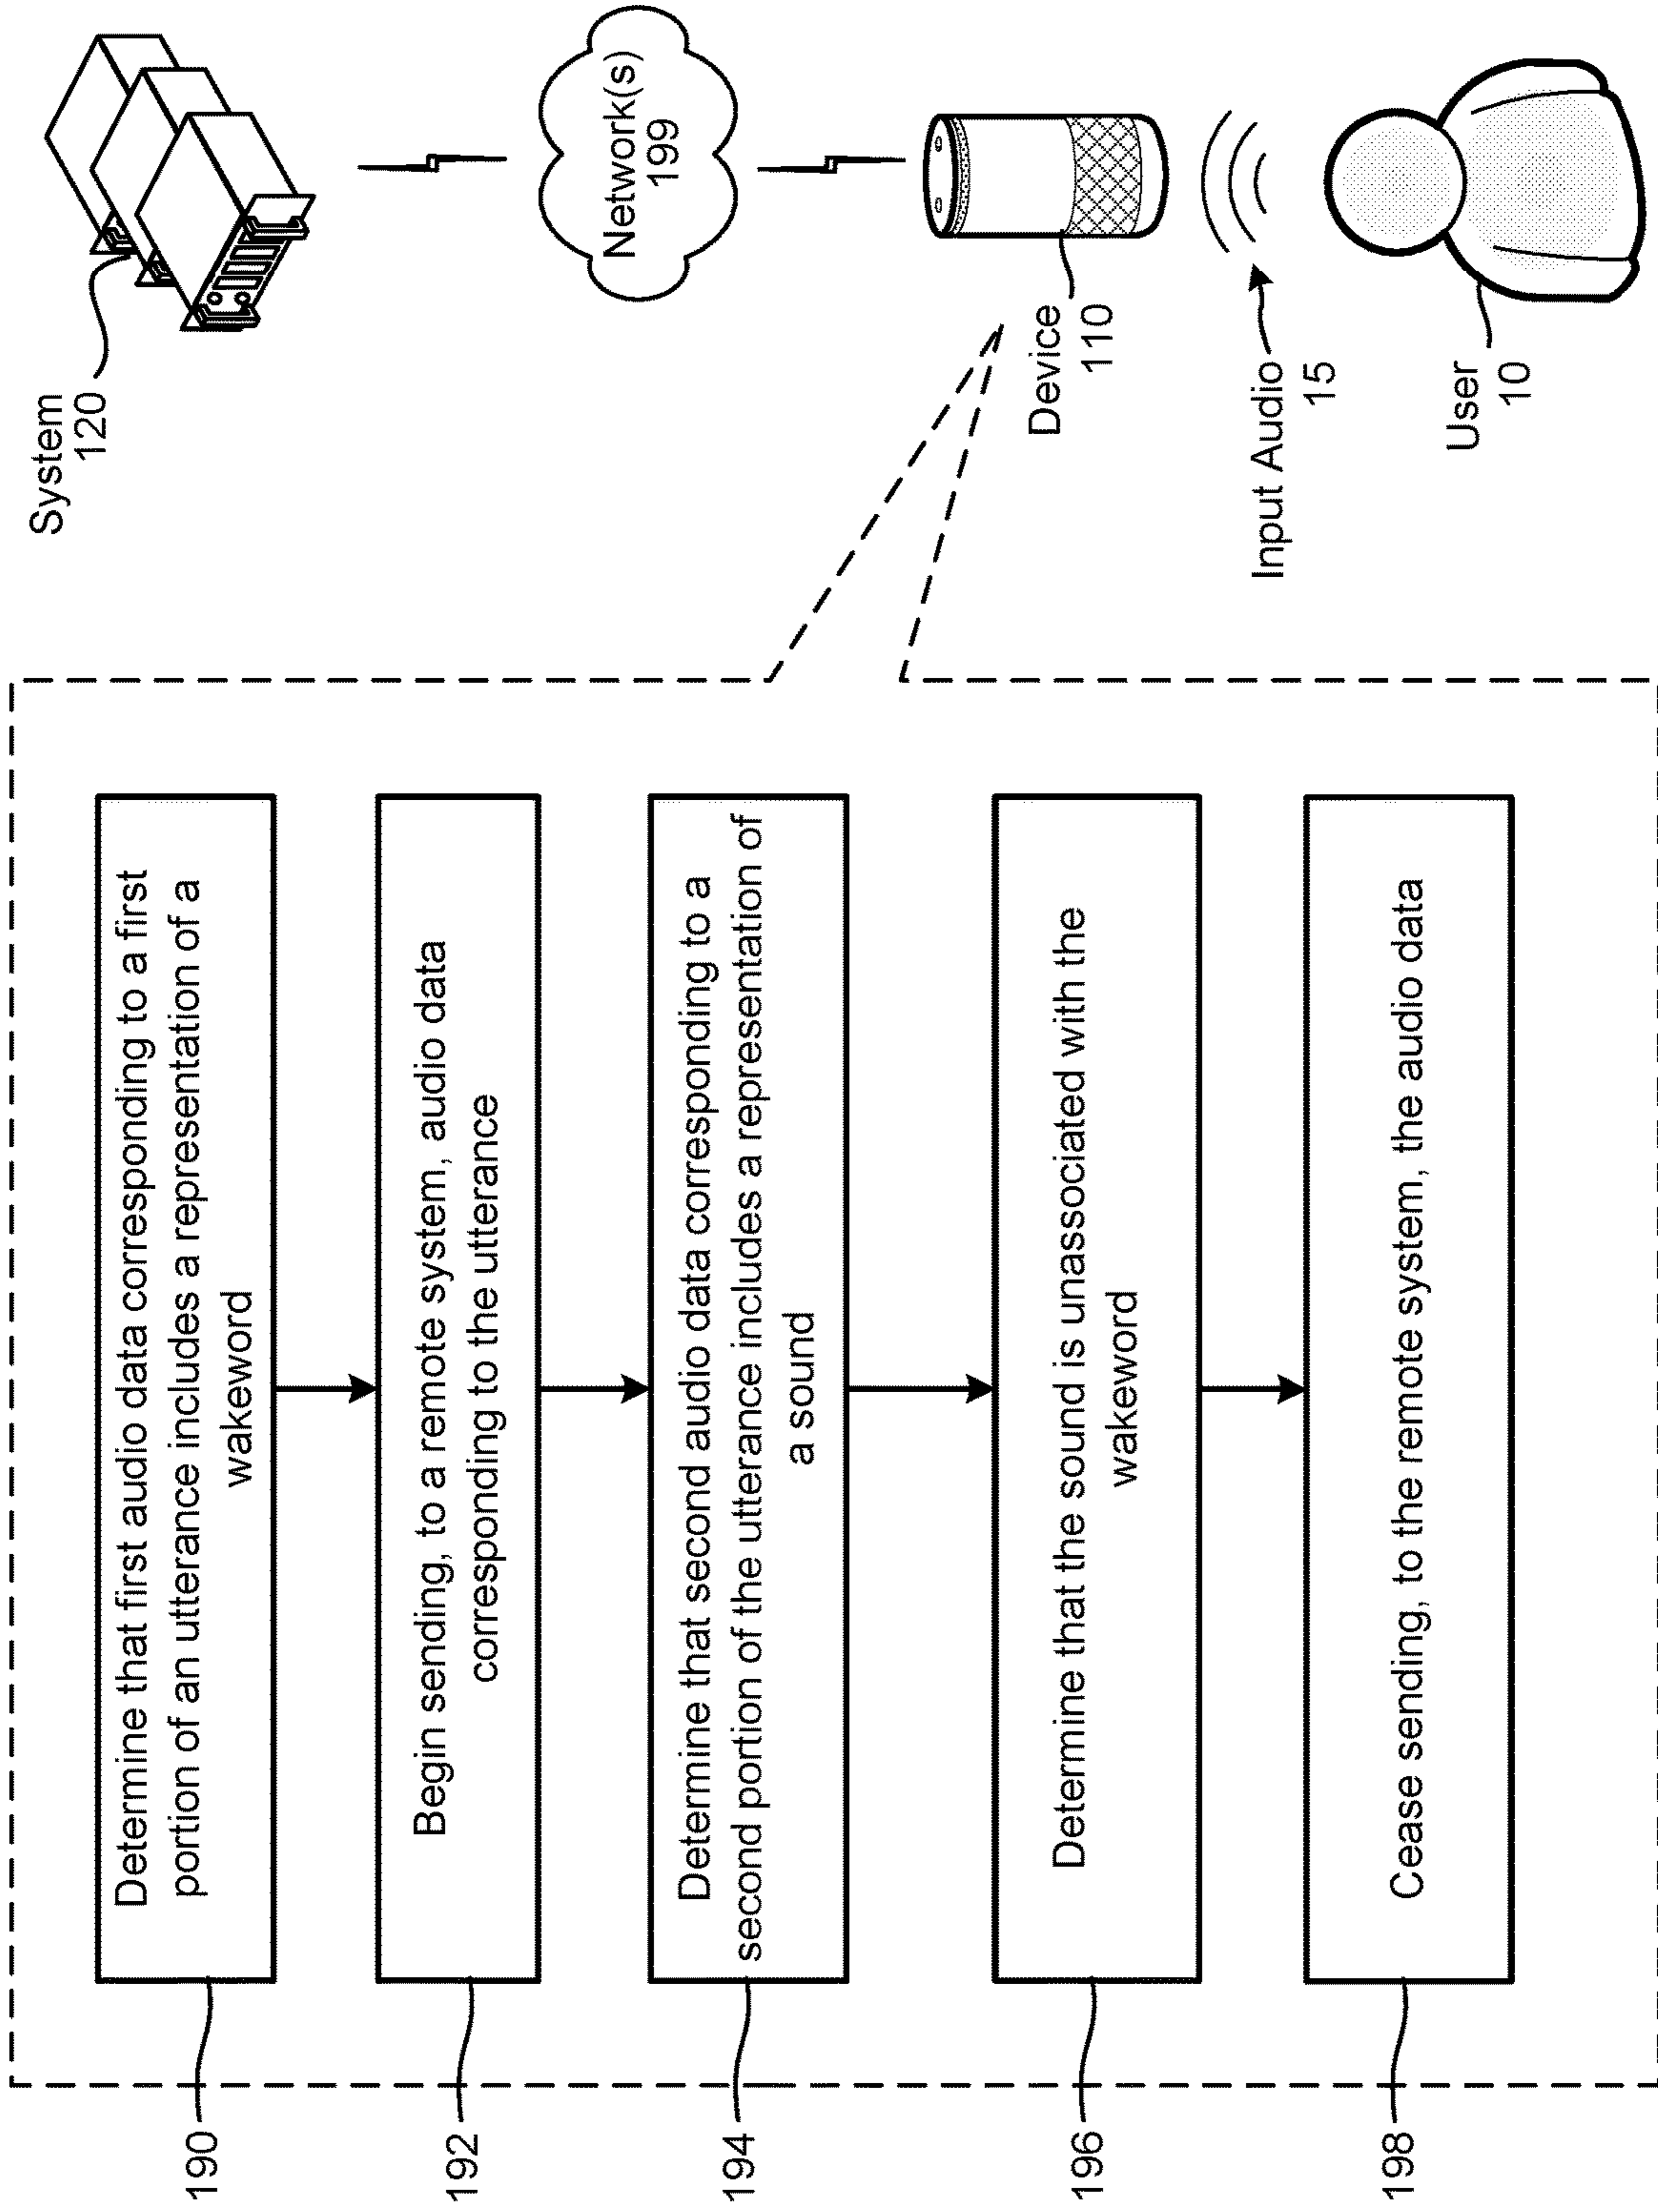 190
Determine that first audio data corresponding to a first
portion of an utterance includes a representation of a
wakeword
192
Begin sending, to a remote system, audio data
corresponding to the utterance
194
Determine that second audio data corresponding to a
second portion of the utterance includes a representation of
a sound
196
Determine that the sound is unassociated with the
wakeword
198
Cease sending, to the remote system, the audio data
System
120
Network(s)
199
Device
110
Input Audio
15
User
10